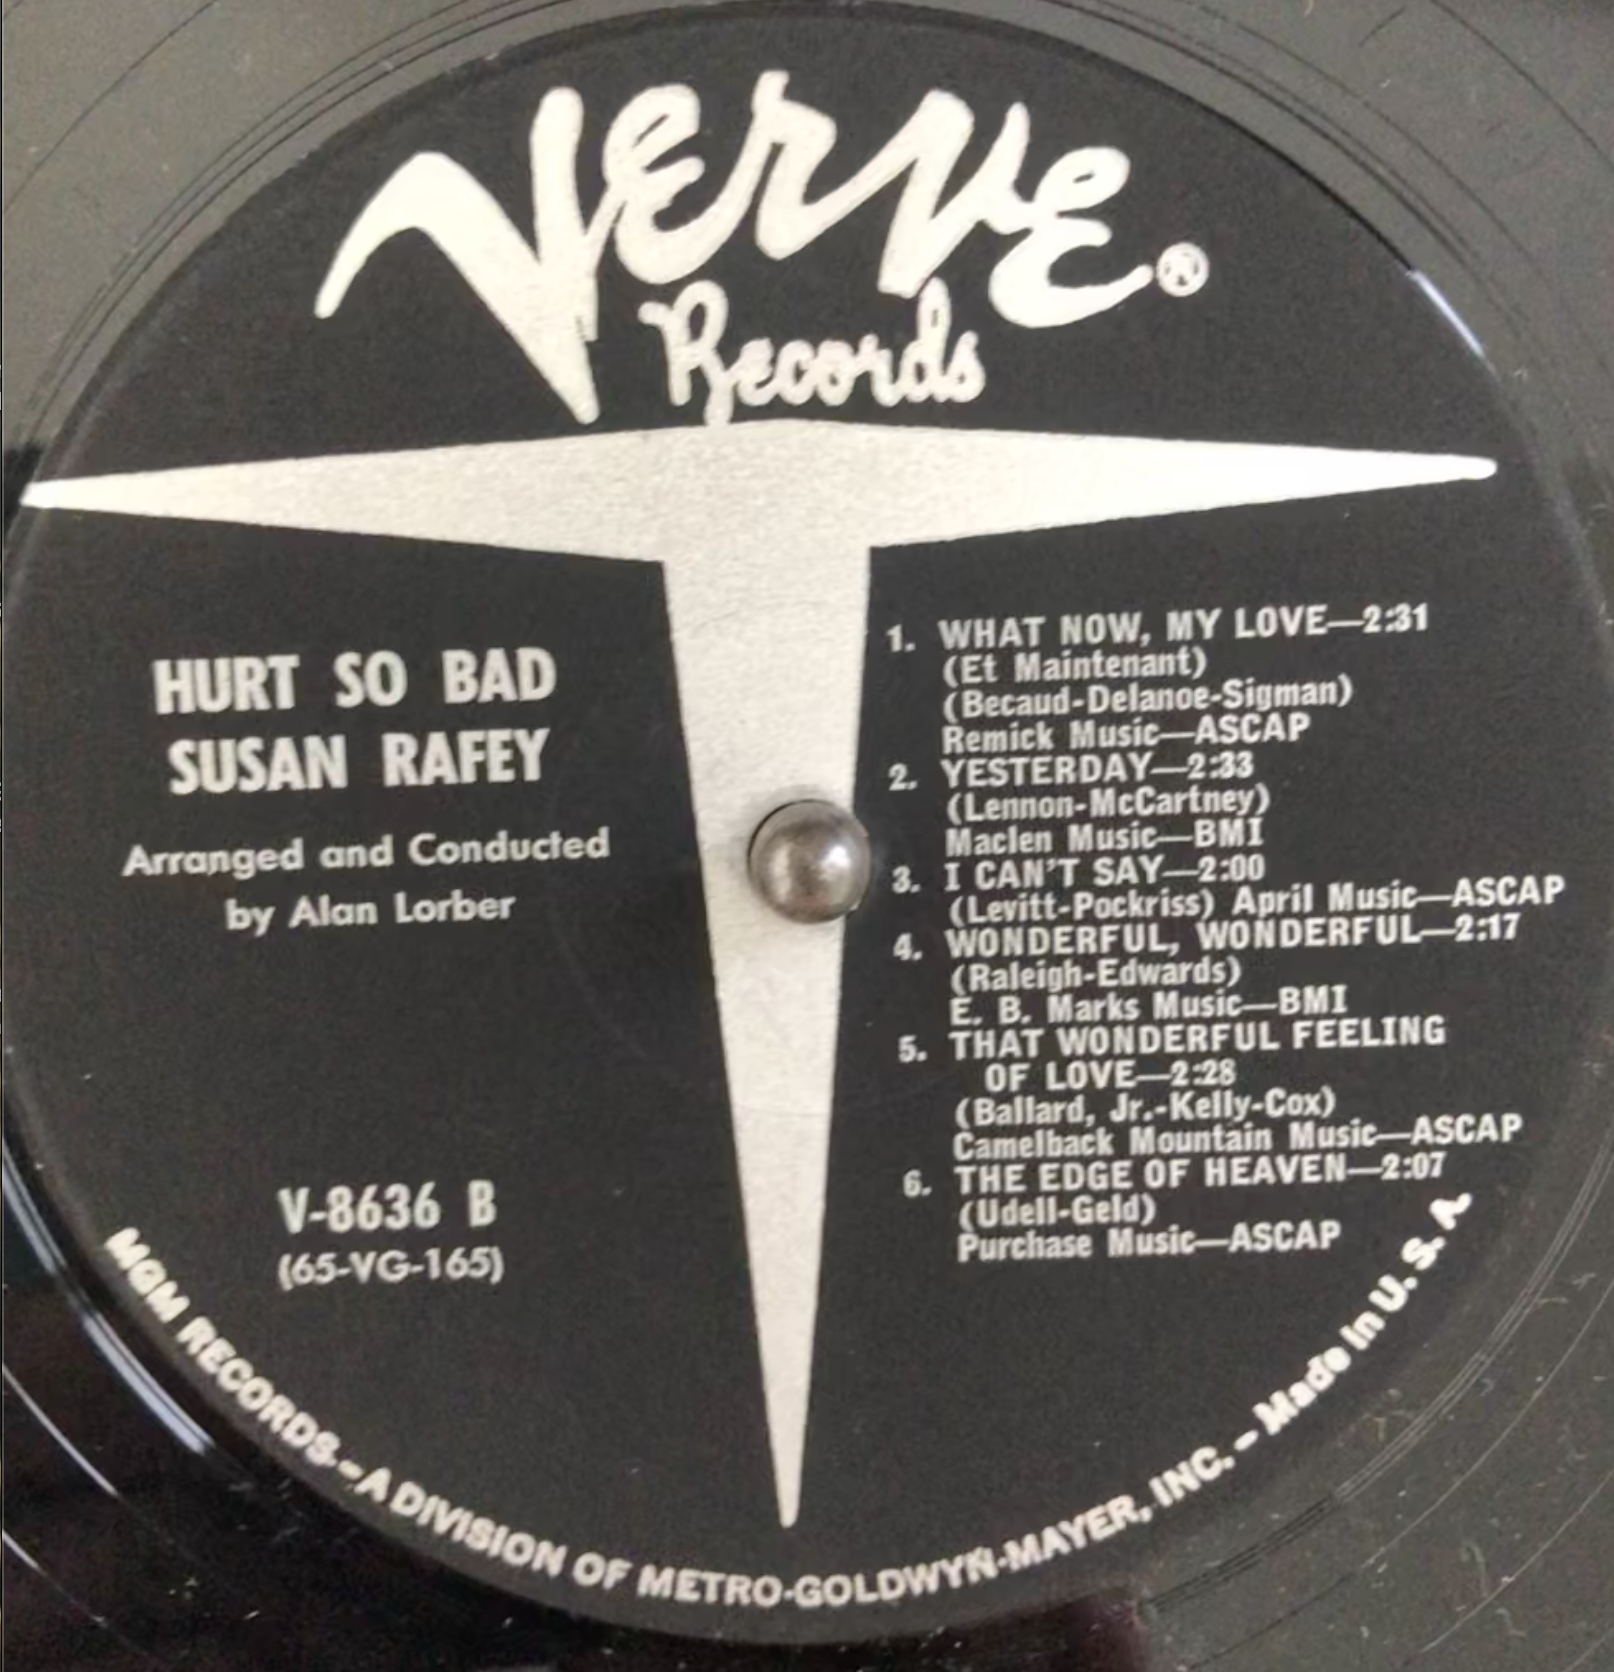 Verve®
Records
HURT SO BAD
SUSAN RAFEY
Arranged and Conducted
by Alan Lorber
V-8636 B
(65-VG-165)
1. WHAT NOW, MY LOVE—2:31
(Et Maintenant)
(Becaud-Delanoe-Sigman)
Remick Music—ASCAP
2. YESTERDAY—2:33
(Lennon-McCartney)
Maclen Music—BMI
3. I CAN'T SAY—2:00
(Levitt-Pockriss) April Music—ASCAP
4. WONDERFUL, WONDERFUL—2:17
(Raleigh-Edwards)
E. B. Marks Music—BMI
5. THAT WONDERFUL FEELING
OF LOVE—2:28
(Ballard, Jr.-Kelly-Cox)
Camelback Mountain Music—ASCAP
6. THE EDGE OF HEAVEN—2:07
(Udell-Geld)
Purchase Music—ASCAP
MGM RECORDS.-A DIVISION OF METRO-GOLDWYN-MAYER, INC. - Made in U. S. A.